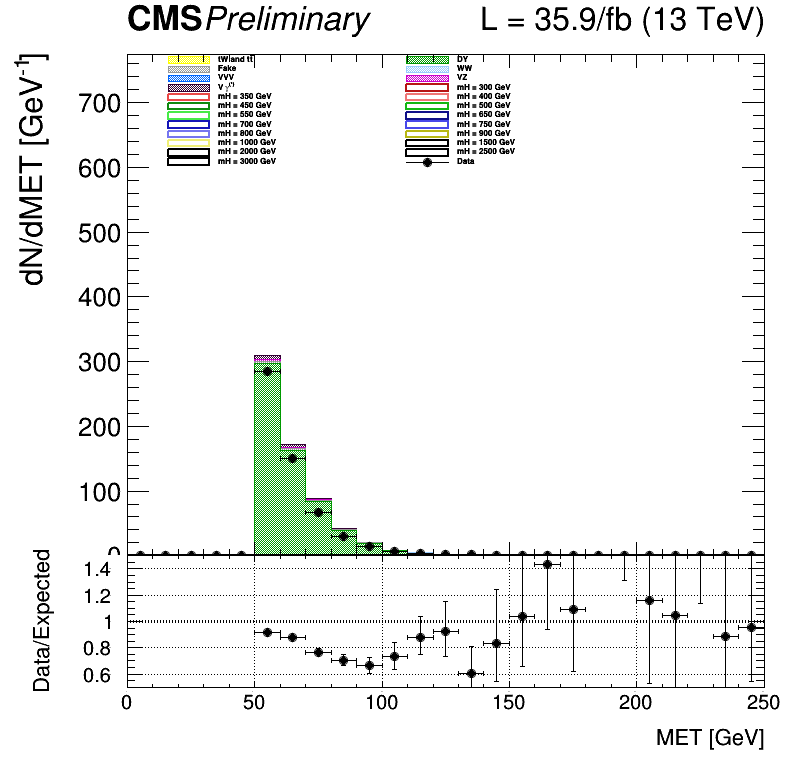 CMS Preliminary L = 35.9/fb (13 TeV)
dN/dMET [GeV⁻¹]
tW and tt DY
Fake WW
VVV VZ
mH = 300 GeV
mH = 350 GeV mH = 400 GeV
mH = 450 GeV mH = 500 GeV
mH = 550 GeV mH = 650 GeV
mH = 700 GeV mH = 750 GeV
mH = 800 GeV mH = 900 GeV
mH = 1000 GeV mH = 1500 GeV
mH = 2000 GeV mH = 2500 GeV
mH = 3000 GeV Data
700
600
500
400
300
200
100
0
Data/Expected
1.4
1.2
1
0.8
0.6
0 50 100 150 200 250
MET [GeV]